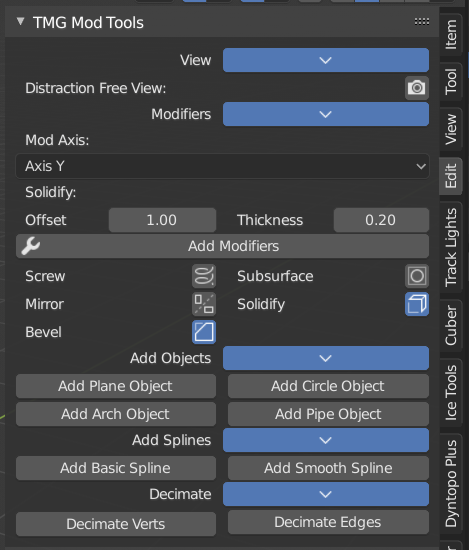 TMG Mod Tools
View
Distraction Free View:
Modifiers
Mod Axis:
Axis Y
Solidify:
Offset 1.00 Thickness 0.20
Add Modifiers
Screw Subsurface
Mirror Solidify
Bevel
Add Objects
Add Plane Object Add Circle Object
Add Arch Object Add Pipe Object
Add Splines
Add Basic Spline Add Smooth Spline
Decimate
Decimate Verts Decimate Edges
Item
Tool
View
Edit
Track Lights
Cuber
Ice Tools
Dyntopo Plus